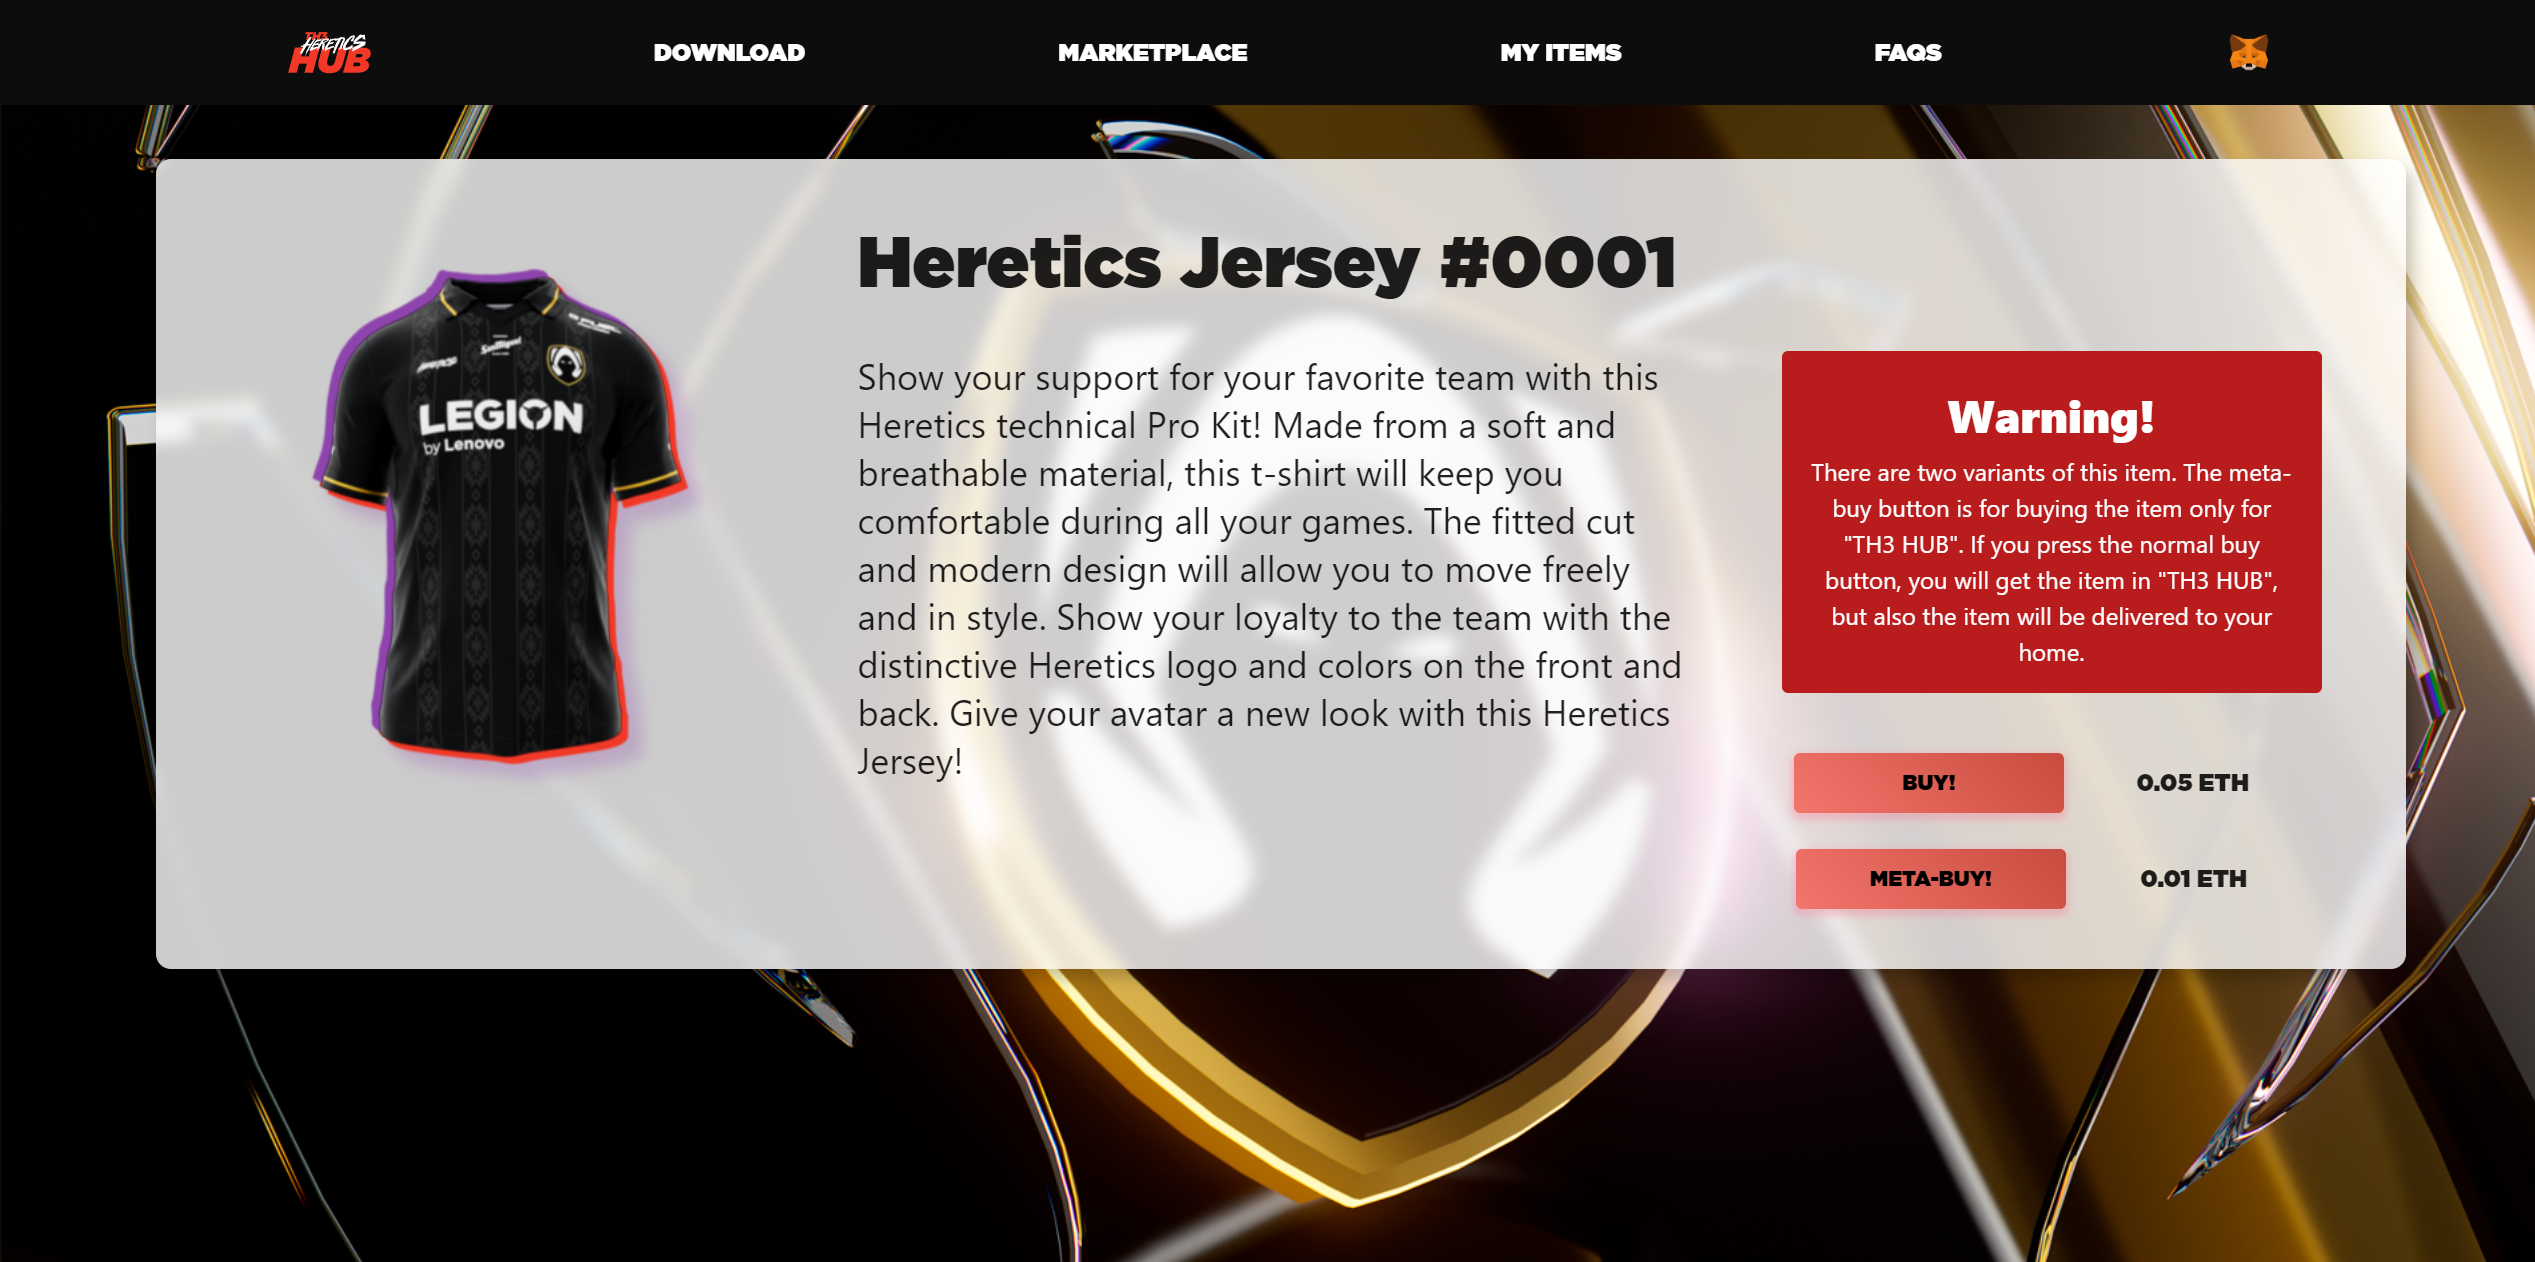 TH3
HERETICS
HUB
DOWNLOAD
MARKETPLACE
MY ITEMS
FAQS
Heretics Jersey #0001
Show your support for your favorite team with this
Heretics technical Pro Kit! Made from a soft and
breathable material, this t-shirt will keep you
comfortable during all your games. The fitted cut
and modern design will allow you to move freely
and in style. Show your loyalty to the team with the
distinctive Heretics logo and colors on the front and
back. Give your avatar a new look with this Heretics
Jersey!
San Miguel
LEGION
by Lenovo
Warning!
There are two variants of this item. The meta-
buy button is for buying the item only for
"TH3 HUB". If you press the normal buy
button, you will get the item in "TH3 HUB",
but also the item will be delivered to your
home.
BUY!
0.05 ETH
META-BUY!
0.01 ETH